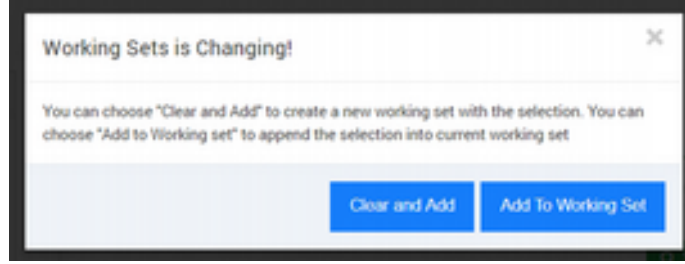 Working Sets is Changing!
You can choose "Clear and Add" to create a new working set with the selection. You can
choose "Add to Working set" to append the selection into current working set
Clear and Add
Add To Working Set